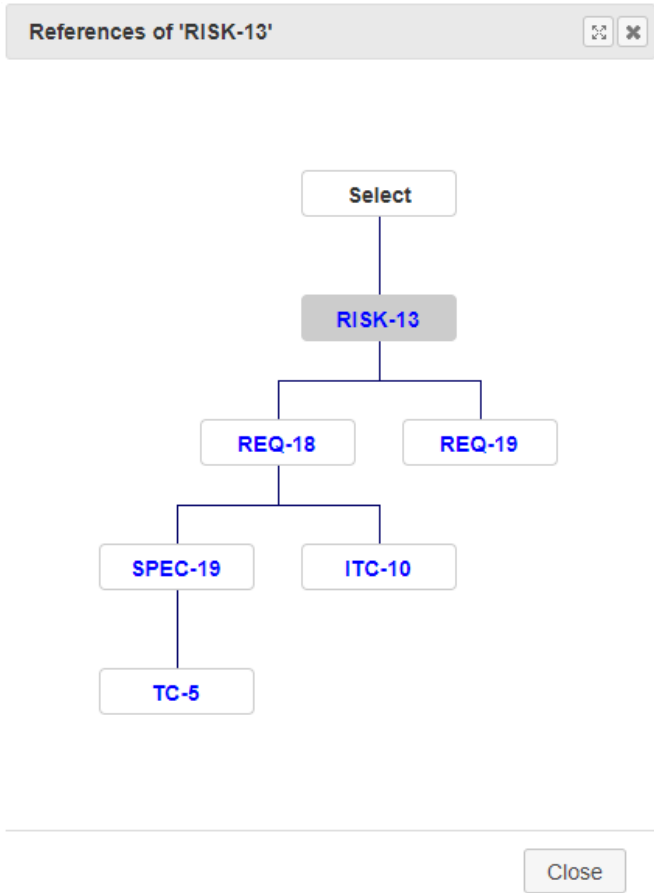 References of 'RISK-13'
Select
RISK-13
REQ-18
REQ-19
SPEC-19
ITC-10
TC-5
Close